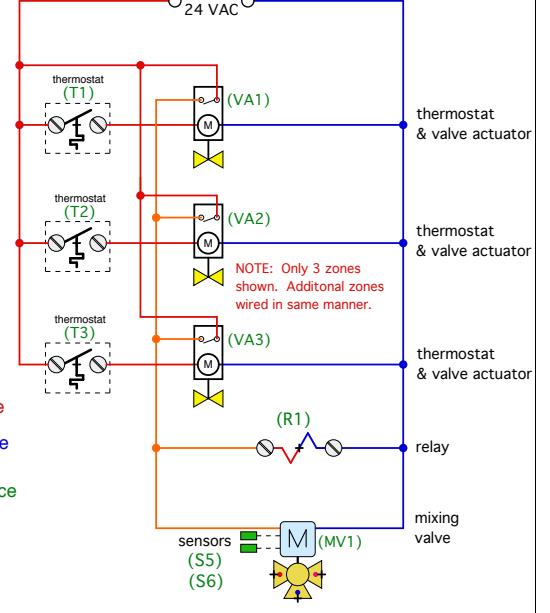 24 VAC
thermostat
(T1)
(VA1)
M
thermostat
& valve actuator
thermostat
(T2)
(VA2)
M
thermostat
& valve actuator
NOTE: Only 3 zones
shown. Additonal zones
wired in same manner.
thermostat
(T3)
(VA3)
M
thermostat
& valve actuator
e
(R1)
relay
e
ce
mixing
valve
sensors
M
(MV1)
(S5)
(S6)